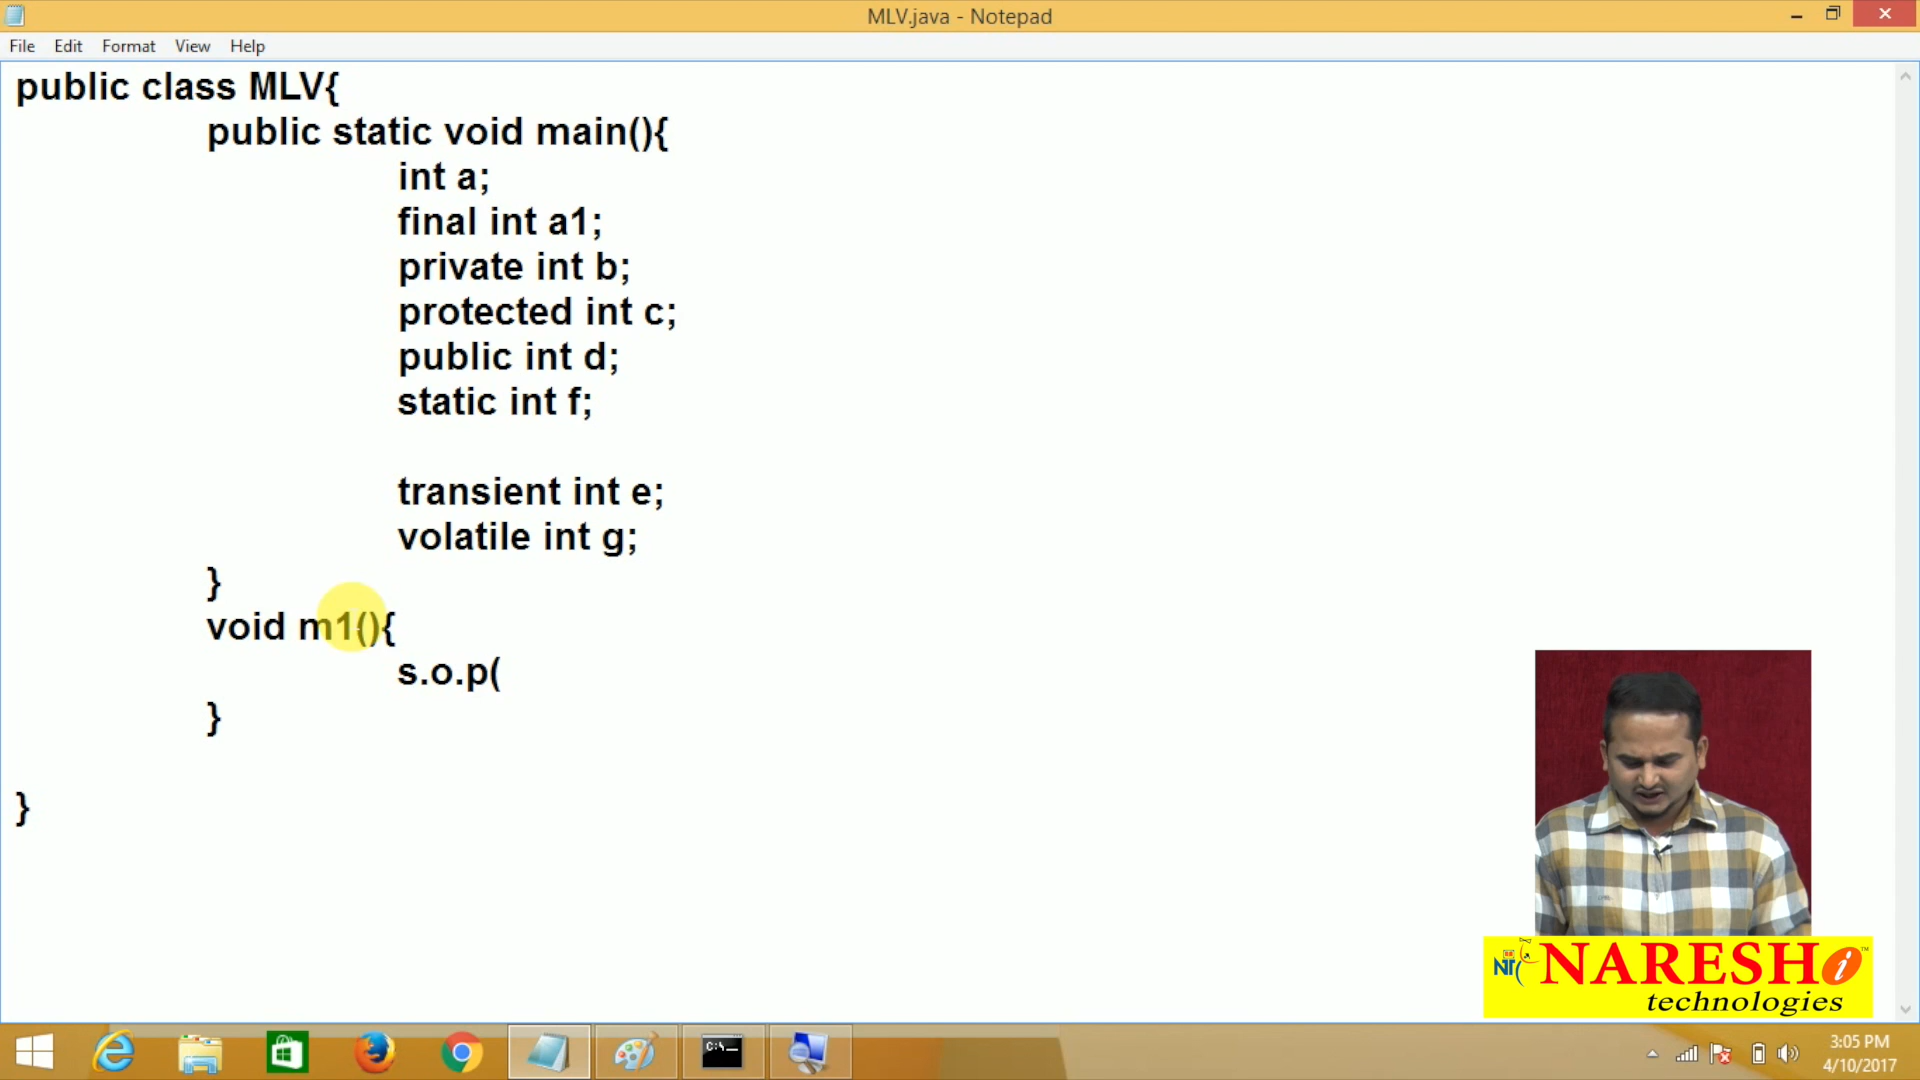 MLV.java - Notepad
File Edit Format View Help
public class MLV{
public static void main(){
int a;
final int a1;
private int b;
protected int c;
public int d;
static int f;
transient int e;
volatile int g;
}
void m1(){
s.o.p(
}
}
NT
NARESH i ™
technologies
C:\_
3:05 PM
4/10/2017